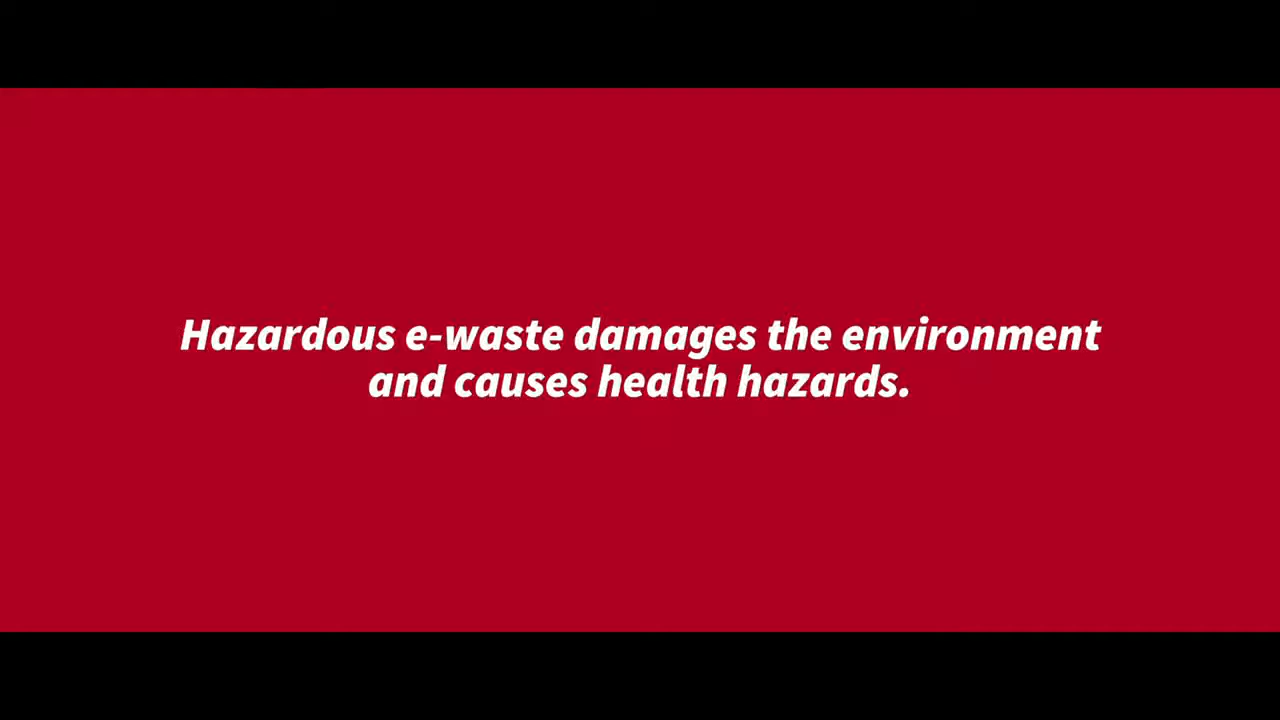 Hazardous e-waste damages the environment
and causes health hazards.